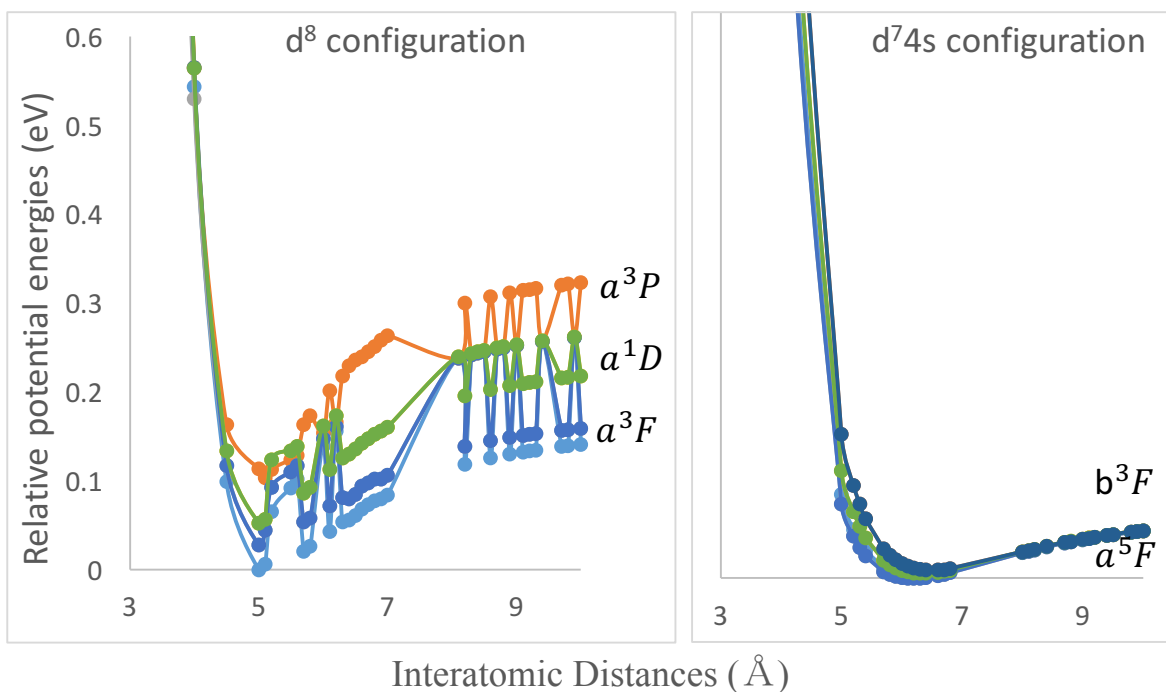 d⁸ configuration
d⁷4s configuration
Relative potential energies (eV)
0.6
0.5
0.4
0.3
0.2
0.1
0
3
5
7
9
a³P
a¹D
a³F
3
5
7
9
b³F
a⁵F
Interatomic Distances (Å)